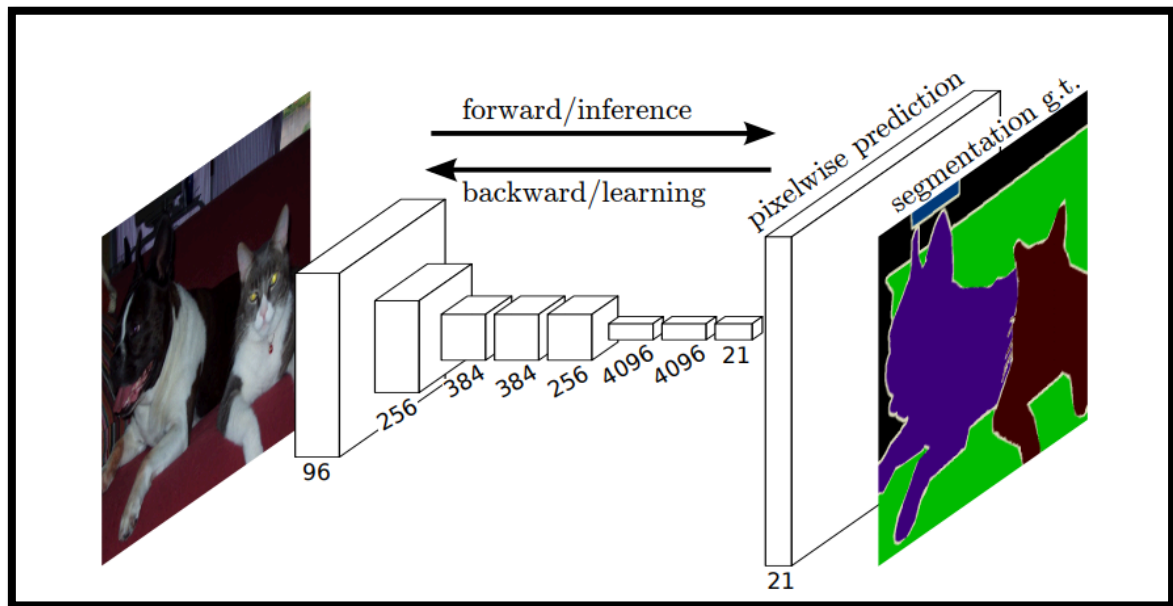 forward/inference
backward/learning
pixelwise prediction
segmentation g.t.
96
256
384
384
256
4096
4096
21
21